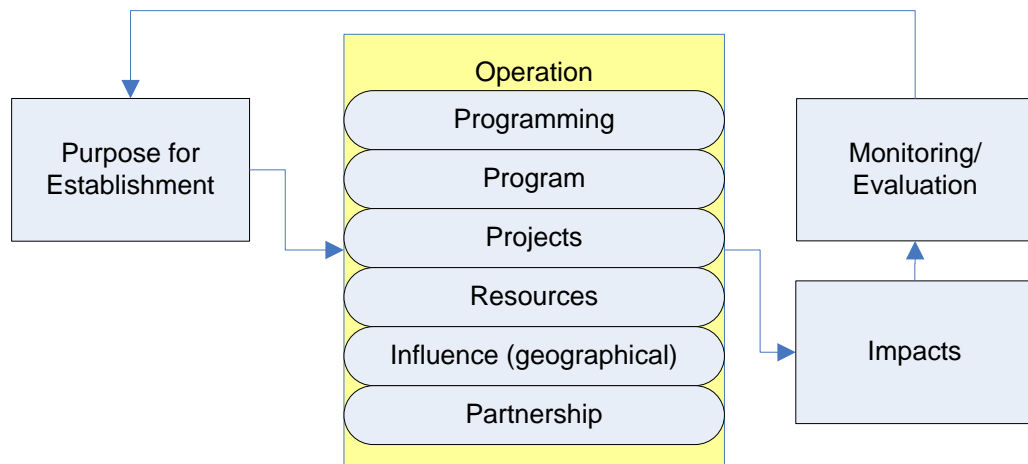 Purpose for
Establishment
Operation
Programming
Program
Projects
Resources
Influence (geographical)
Partnership
Monitoring/
Evaluation
Impacts